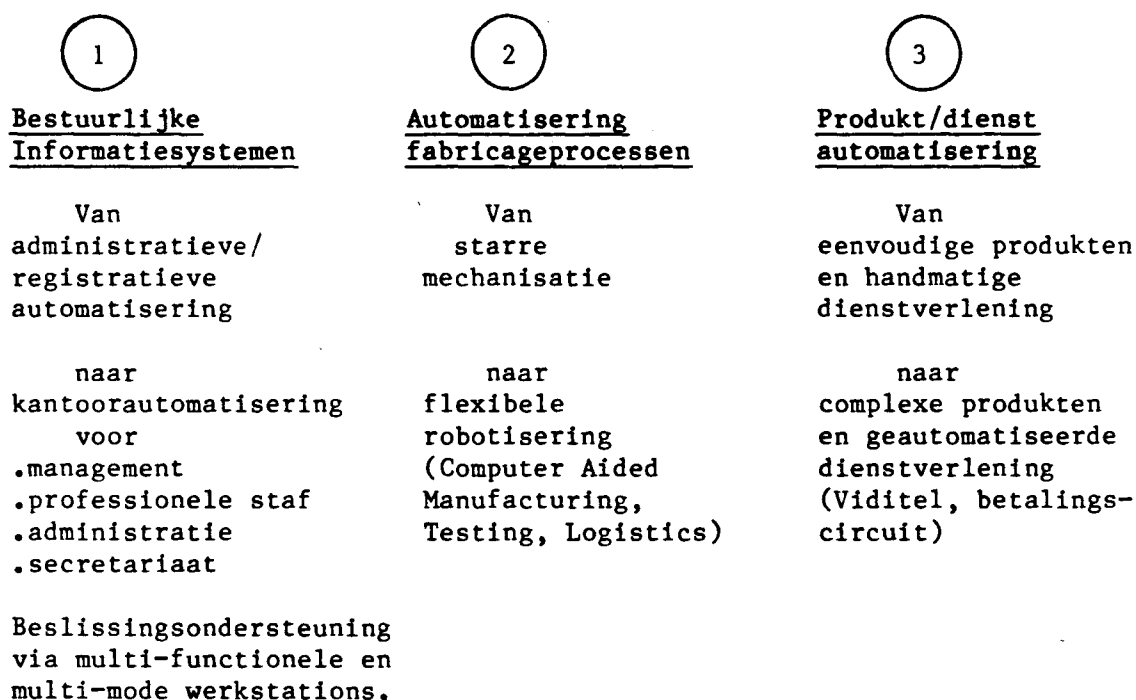 1
Bestuurlijke
Informatiesystemen
Van
administratieve/
registratieve
automatisering
naar
kantoorautomatisering
voor
.management
.professionele staf
.administratie
.secretariaat
Beslissingsondersteuning
via multi-functionele en
multi-mode werkstations.
2
Automatisering
fabricageprocessen
Van
starre
mechanisatie
naar
flexibele
robotisering
(Computer Aided
Manufacturing,
Testing, Logistics)
3
Produkt/dienst
automatisering
Van
eenvoudige produkten
en handmatige
dienstverlening
naar
complexe produkten
en geautomatiseerde
dienstverlening
(Viditel, betalings-
circuit)